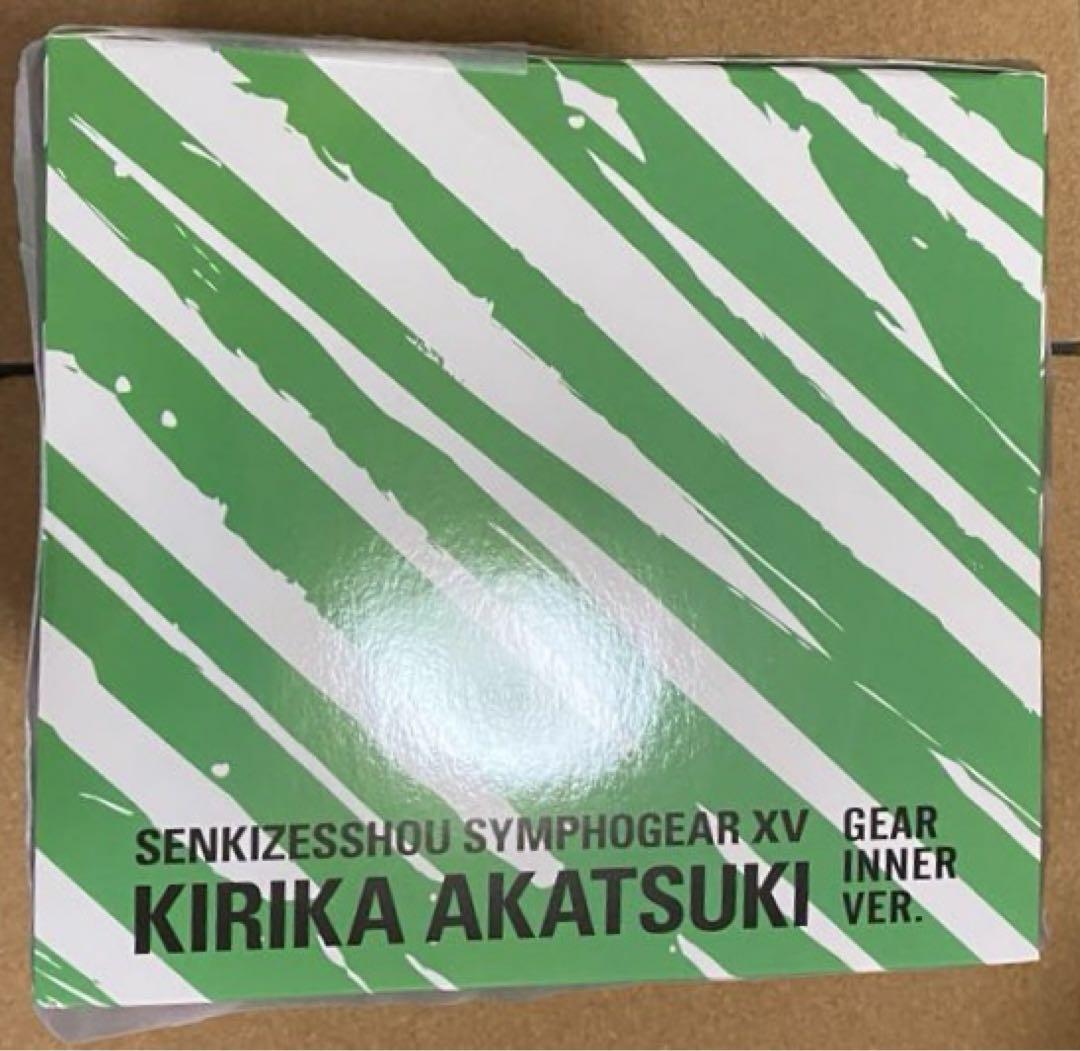 SENKIZESSHOU SYMPHOGEAR XV
KIRIKA AKATSUKI
GEAR
INNER
VER.